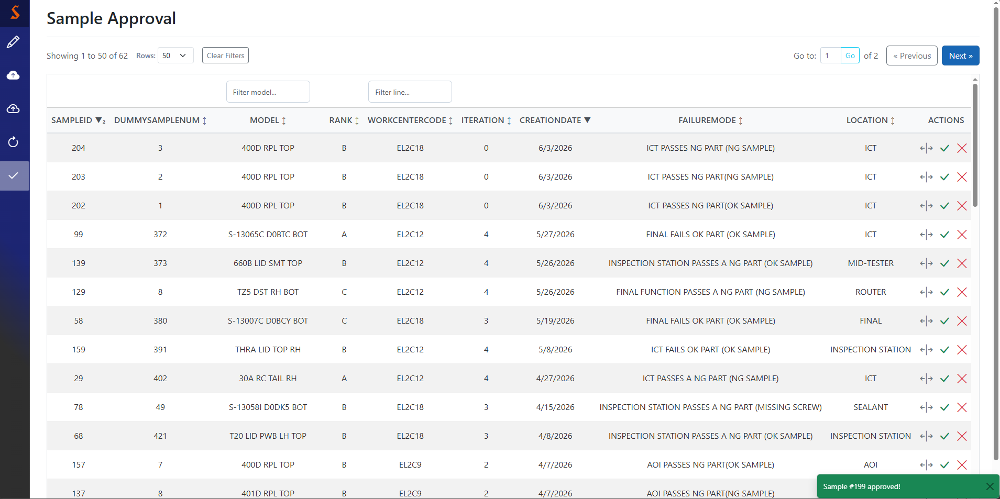 Sample Approval
Showing 1 to 50 of 62 Rows: 50 Clear Filters Go to: 1 Go of 2 « Previous Next »
Filter model... Filter line...
SAMPLEID ▼₂ DUMMYSAMPLENUM ↕ MODEL ↕ RANK ↕ WORKCENTERCODE ↕ ITERATION ↕ CREATIONDATE ▼ FAILUREMODE ↕ LOCATION ↕ ACTIONS
204 3 400D RPL TOP B EL2C18 0 6/3/2026 ICT PASSES NG PART (NG SAMPLE) ICT
203 2 400D RPL TOP B EL2C18 0 6/3/2026 ICT PASSES NG PART(NG SAMPLE) ICT
202 1 400D RPL TOP B EL2C18 0 6/3/2026 ICT PASSES NG PART(OK SAMPLE) ICT
99 372 S-13065C D0BTC BOT A EL2C12 4 5/27/2026 FINAL FAILS OK PART (OK SAMPLE) ICT
139 373 660B LID SMT TOP B EL2C12 4 5/26/2026 INSPECTION STATION PASSES A NG PART (OK SAMPLE) MID-TESTER
129 8 TZ5 DST RH BOT C EL2C12 4 5/26/2026 FINAL FUNCTION PASSES A NG PART (NG SAMPLE) ROUTER
58 380 S-13007C D0BCY BOT C EL2C18 3 5/19/2026 FINAL FAILS OK PART (OK SAMPLE) FINAL
159 391 THRA LID TOP RH B EL2C12 4 5/8/2026 ICT FAILS OK PART (OK SAMPLE) INSPECTION STATION
29 402 30A RC TAIL RH A EL2C12 4 4/27/2026 ICT PASSES A NG PART (NG SAMPLE) ICT
78 49 S-13058I D0DK5 BOT B EL2C18 3 4/15/2026 INSPECTION STATION PASSES A NG PART (MISSING SCREW) SEALANT
68 421 T20 LID PWB LH TOP B EL2C18 3 4/8/2026 INSPECTION STATION PASSES A NG PART (OK SAMPLE) INSPECTION STATION
157 7 400D RPL TOP B EL2C9 2 4/7/2026 AOI PASSES NG PART(OK SAMPLE) AOI
137 8 401D RPL TOP B EL2C9 2 4/7/2026 AOI PASSES NG PART(NG SAMPLE)
Sample #199 approved!